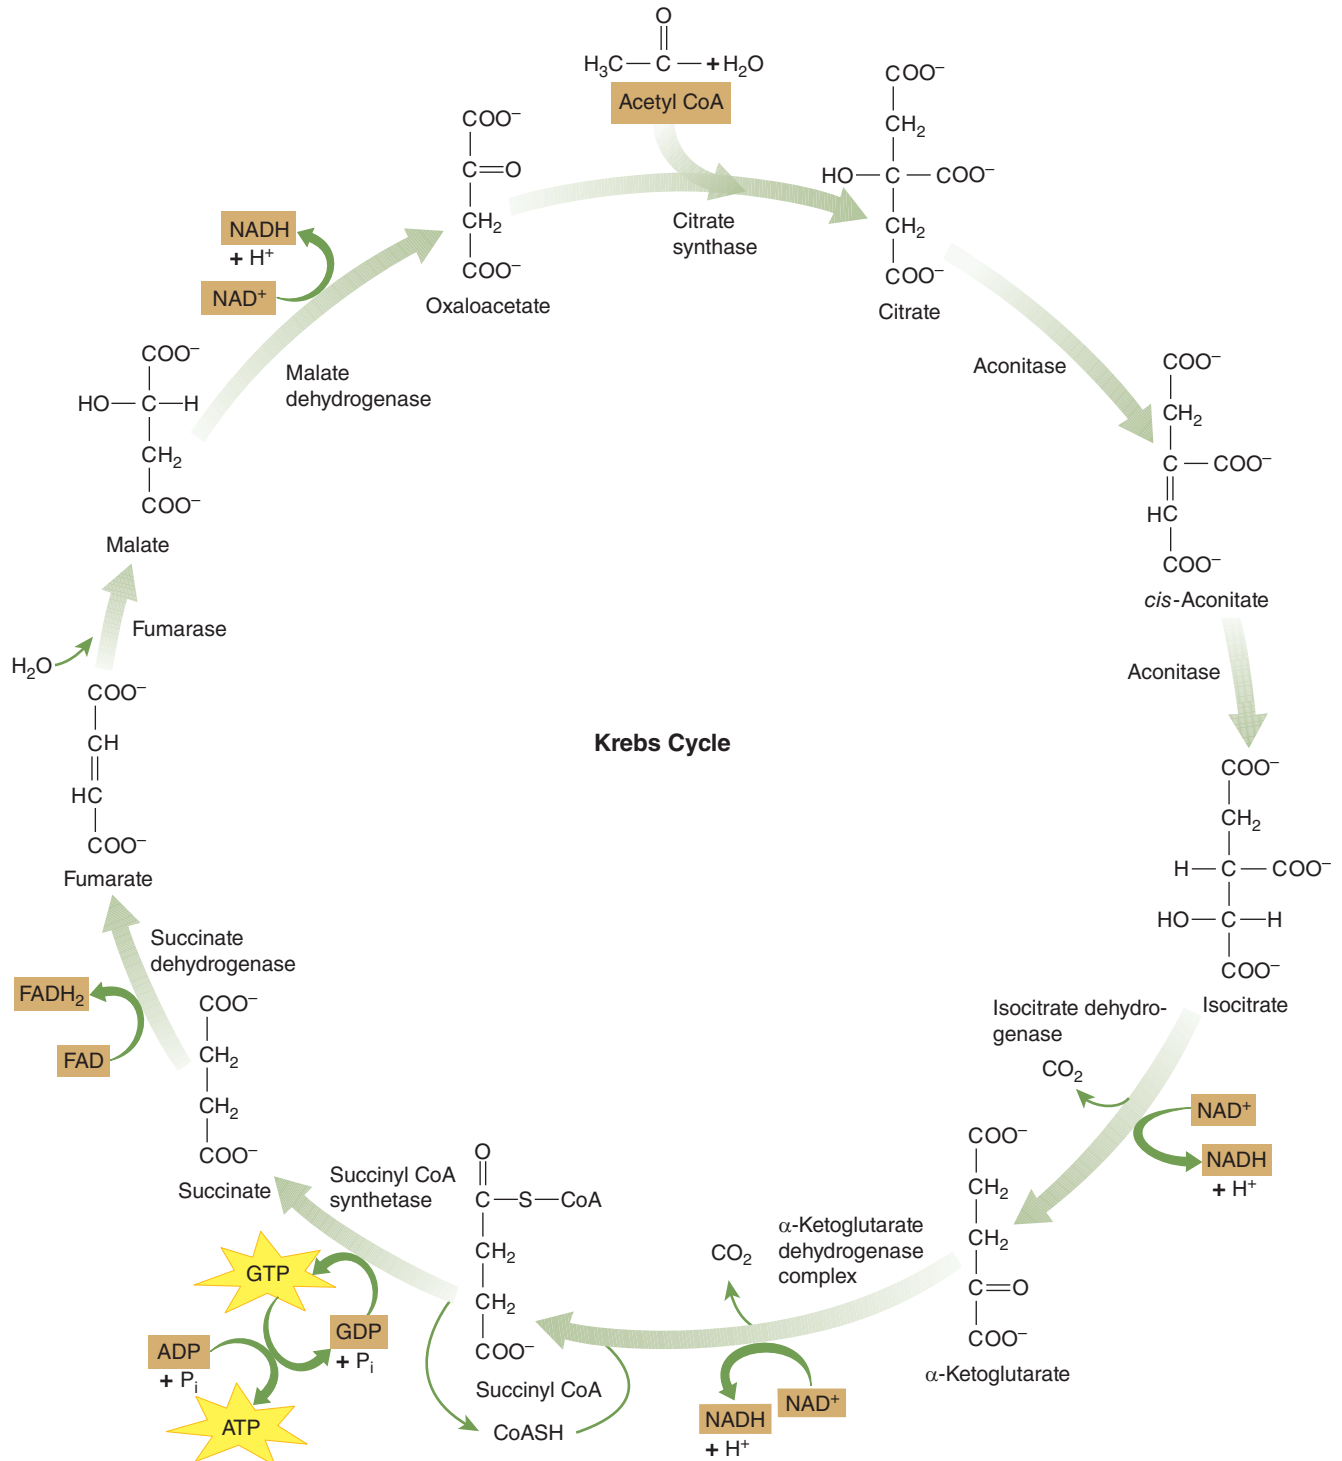 O
H₃C—C—+H₂O
Acetyl CoA
COO⁻
C=O
CH₂
COO⁻
Oxaloacetate
Citrate
synthase
COO⁻
CH₂
HO—C—COO⁻
CH₂
COO⁻
Citrate
Aconitase
COO⁻
CH₂
C—COO⁻
HC
COO⁻
cis-Aconitate
Aconitase
COO⁻
CH₂
H—C—COO⁻
HO—C—H
COO⁻
Isocitrate
Isocitrate dehydro-
genase
CO₂
NAD⁺
NADH
+ H⁺
COO⁻
CH₂
CH₂
C=O
COO⁻
α-Ketoglutarate
α-Ketoglutarate
dehydrogenase
complex
CO₂
NAD⁺
NADH
+ H⁺
O
C—S—CoA
CH₂
CH₂
COO⁻
Succinyl CoA
CoASH
Succinyl CoA
synthetase
GTP
GDP
+ Pᵢ
ADP
+ Pᵢ
ATP
COO⁻
CH₂
CH₂
COO⁻
Succinate
Succinate
dehydrogenase
FADH₂
FAD
COO⁻
CH
HC
COO⁻
Fumarate
Fumarase
H₂O
COO⁻
HO—C—H
CH₂
COO⁻
Malate
Malate
dehydrogenase
NADH
+ H⁺
NAD⁺
Krebs Cycle